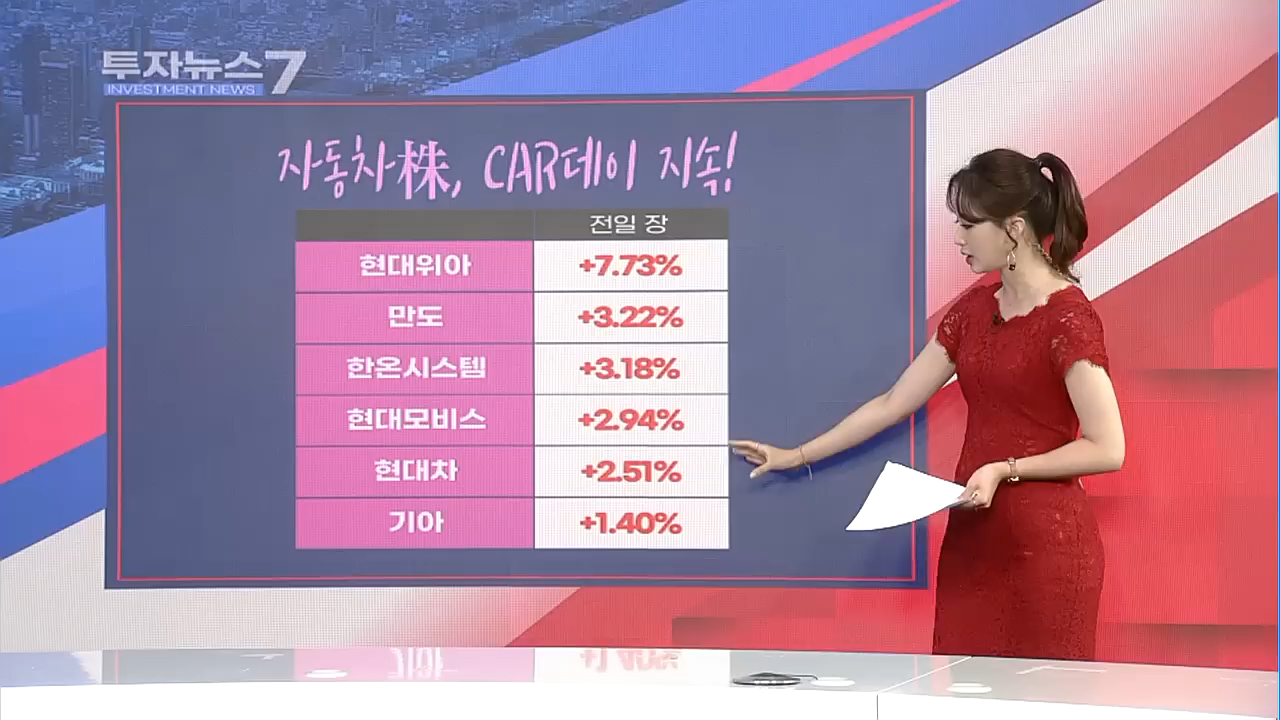 투자뉴스7
INVESTMENT NEWS
자동차株, CAR데이 지속!
전일 장
현대위아 +7.73%
만도 +3.22%
한온시스템 +3.18%
현대모비스 +2.94%
현대차 +2.51%
기아 +1.40%